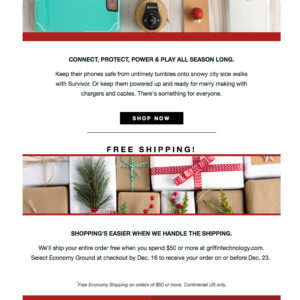 CONNECT, PROTECT, POWER & PLAY ALL SEASON LONG.
Keep their phones safe from untimely tumbles onto snowy city side walks
with Survivor. Or keep them powered up and ready for merry making with
chargers and cables. There's something for everyone.
SHOP NOW
FREE SHIPPING!
SHOPPING'S EASIER WHEN WE HANDLE THE SHIPPING.
We'll ship your entire order free when you spend $50 or more at griffintechnology.com.
Select Economy Ground at checkout by Dec. 16 to receive your order on or before Dec. 23.
*Free Economy Shipping on orders of $50 or more. Continental US only.